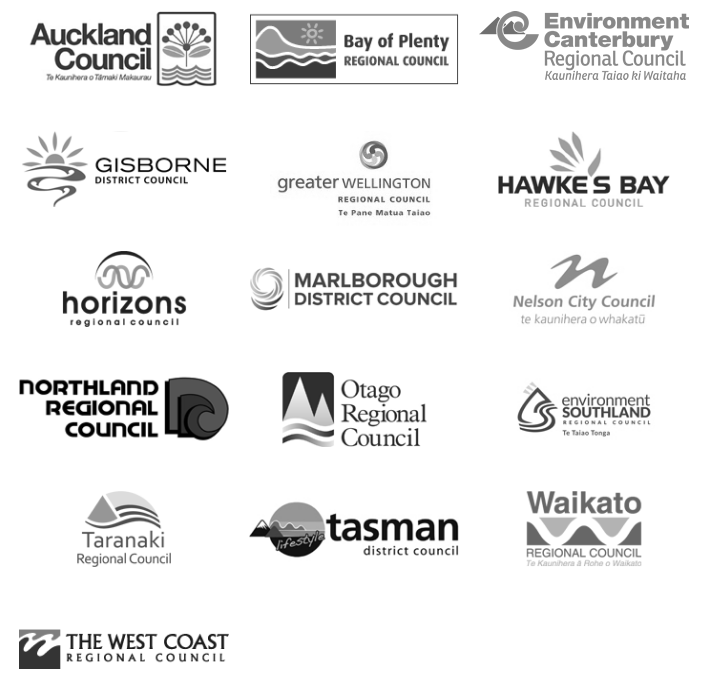 Auckland
Council
Te Kaunihera o Tāmaki Makaurau
Bay of Plenty
REGIONAL COUNCIL
Environment
Canterbury
Regional Council
Kaunihera Taiao ki Waitaha
GISBORNE
DISTRICT COUNCIL
greater WELLINGTON
REGIONAL COUNCIL
Te Pane Matua Taiao
HAWKE'S BAY
REGIONAL COUNCIL
horizons
regional council
MARLBOROUGH
DISTRICT COUNCIL
Nelson City Council
te kaunihera o whakatū
NORTHLAND
REGIONAL
COUNCIL
Otago
Regional
Council
environment
SOUTHLAND
REGIONAL COUNCIL
Te Taiao Tonga
Taranaki
Regional Council
lifestyle
tasman
district council
Waikato
REGIONAL COUNCIL
Te Kaunihera ā Rohe o Waikato
THE WEST COAST
REGIONAL COUNCIL